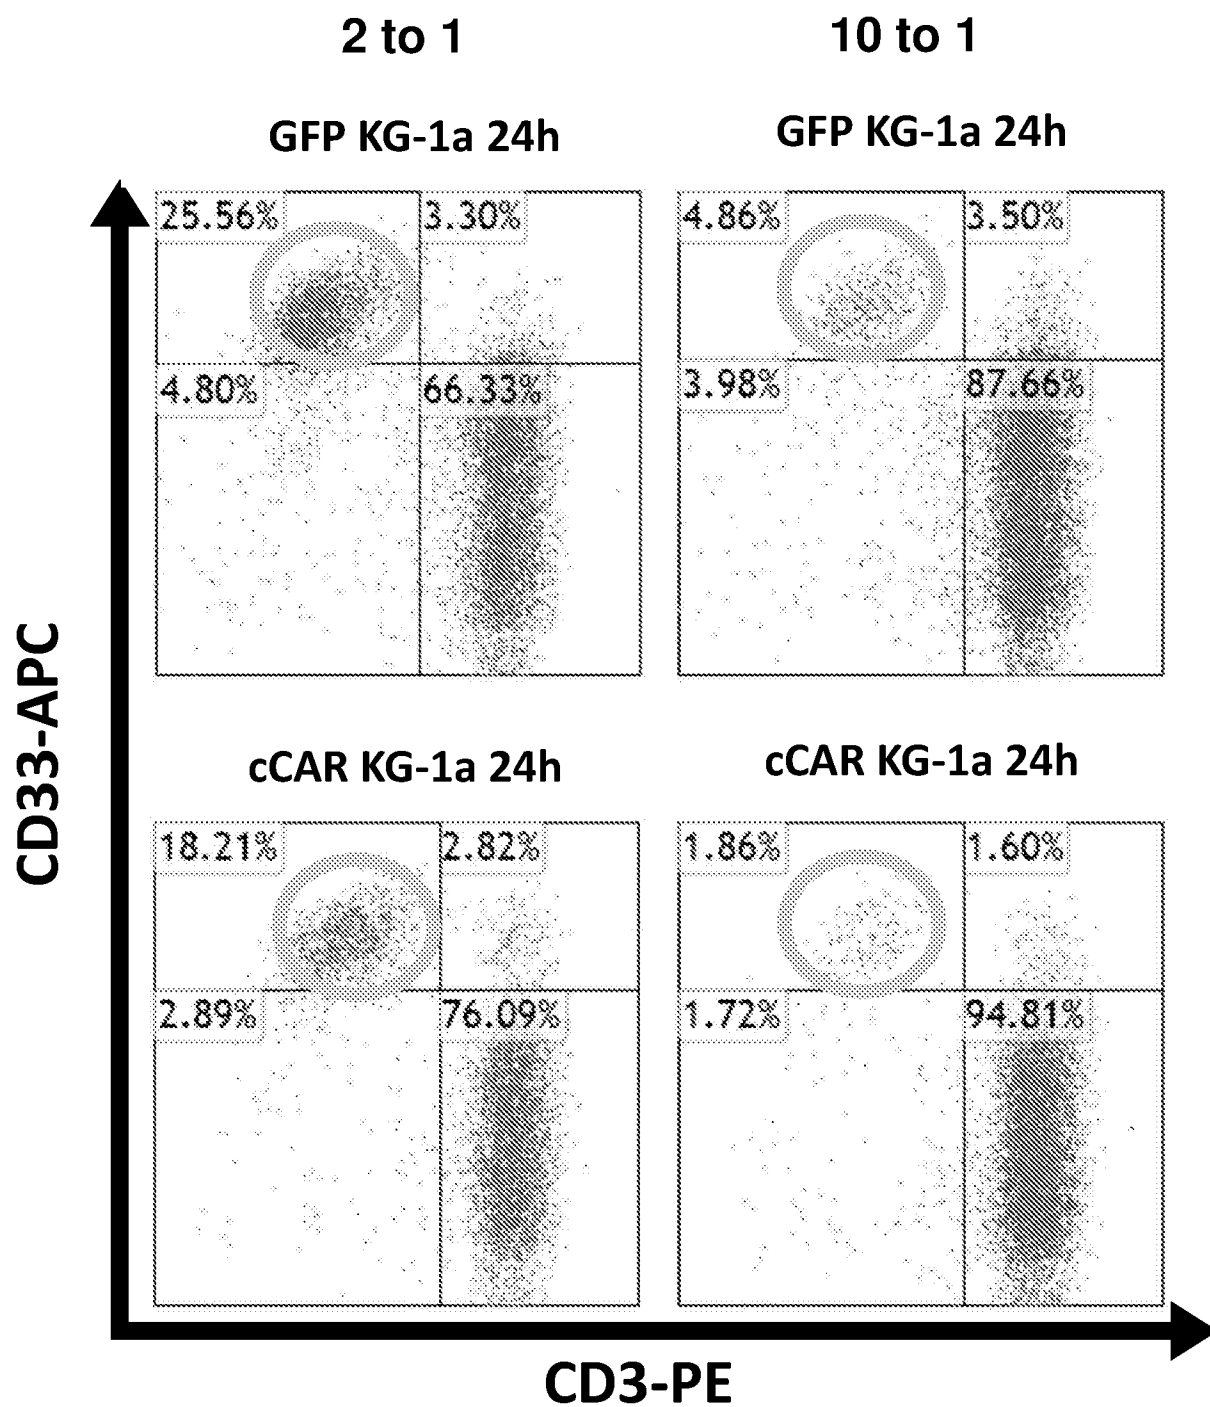 2 to 1
10 to 1
GFP KG-1a 24h
GFP KG-1a 24h
25.56%
3.30%
4.80%
66.33%
4.86%
3.50%
3.98%
87.66%
cCAR KG-1a 24h
cCAR KG-1a 24h
18.21%
2.82%
2.89%
76.09%
1.86%
1.60%
1.72%
94.81%
CD33-APC
CD3-PE